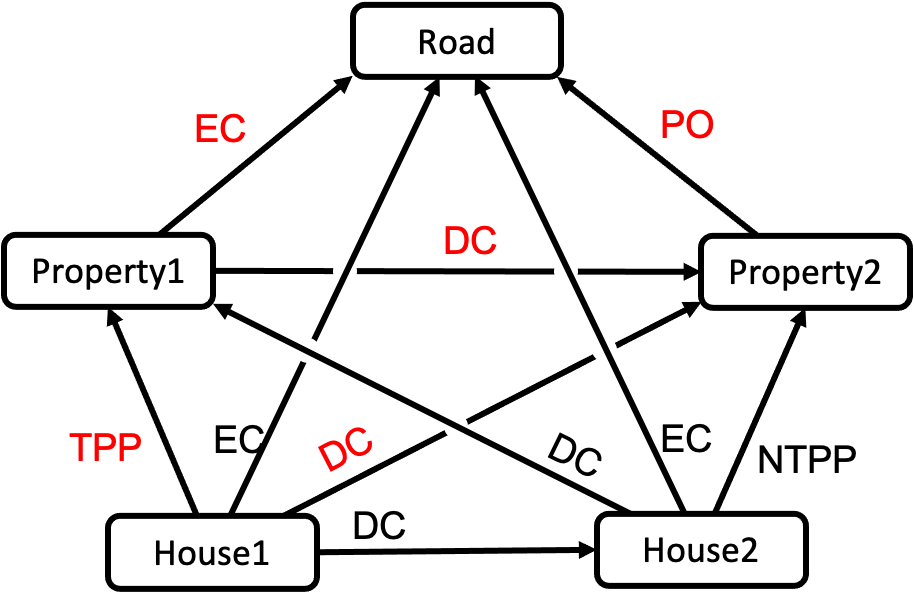 Road
EC
PO
DC
Property1
Property2
TPP
EC
DC
DC
EC
NTPP
DC
House1
House2